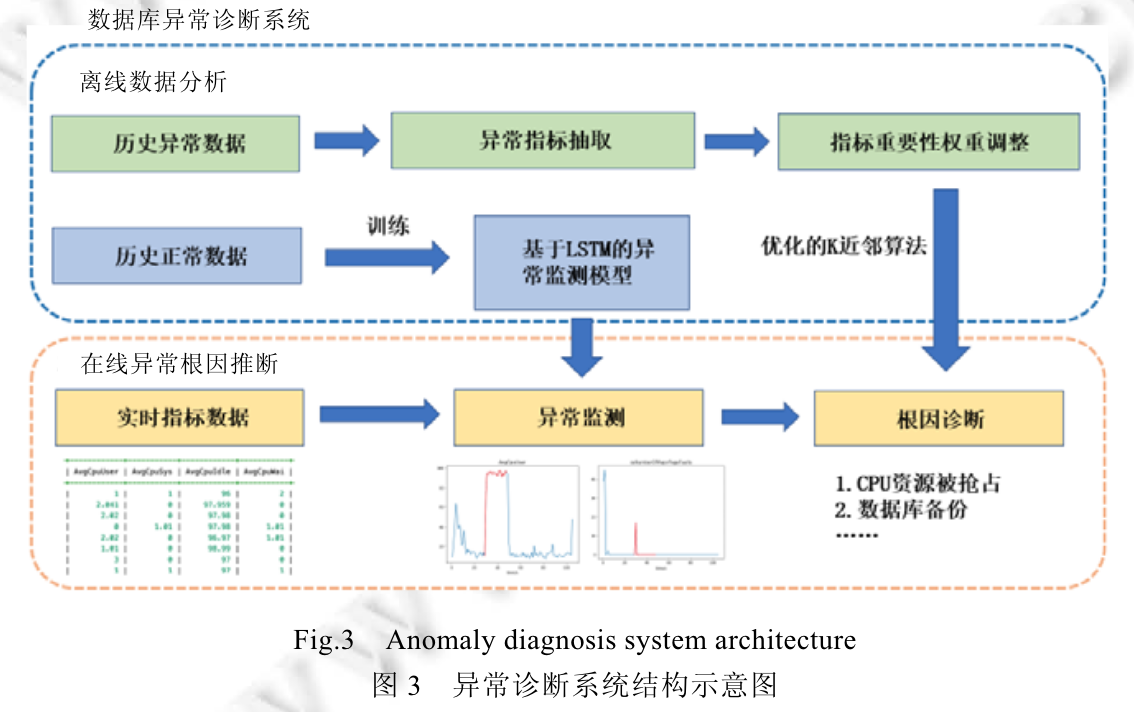 数据库异常诊断系统
离线数据分析
历史异常数据
异常指标抽取
指标重要性权重调整
历史正常数据
训练
基于LSTM的异
常监测模型
优化的K近邻算法
在线异常根因推断
实时指标数据
异常监测
根因诊断
| AvgCpuUser | AvgCpuSys | AvgCpuIdle | AvgCpuWai |
| 1 | 1 | 96 | 2 |
| 2.041 | 0 | 97.959 | 0 |
| 2.02 | 0 | 97.98 | 0 |
| 0 | 1.01 | 97.98 | 1.01 |
| 2.02 | 0 | 96.97 | 1.01 |
| 1.01 | 0 | 98.99 | 0 |
| 3 | 0 | 97 | 0 |
| 1 | 1 | 97 | 1 |
1. CPU资源被抢占
2. 数据库备份
……
Fig.3 Anomaly diagnosis system architecture
图 3 异常诊断系统结构示意图